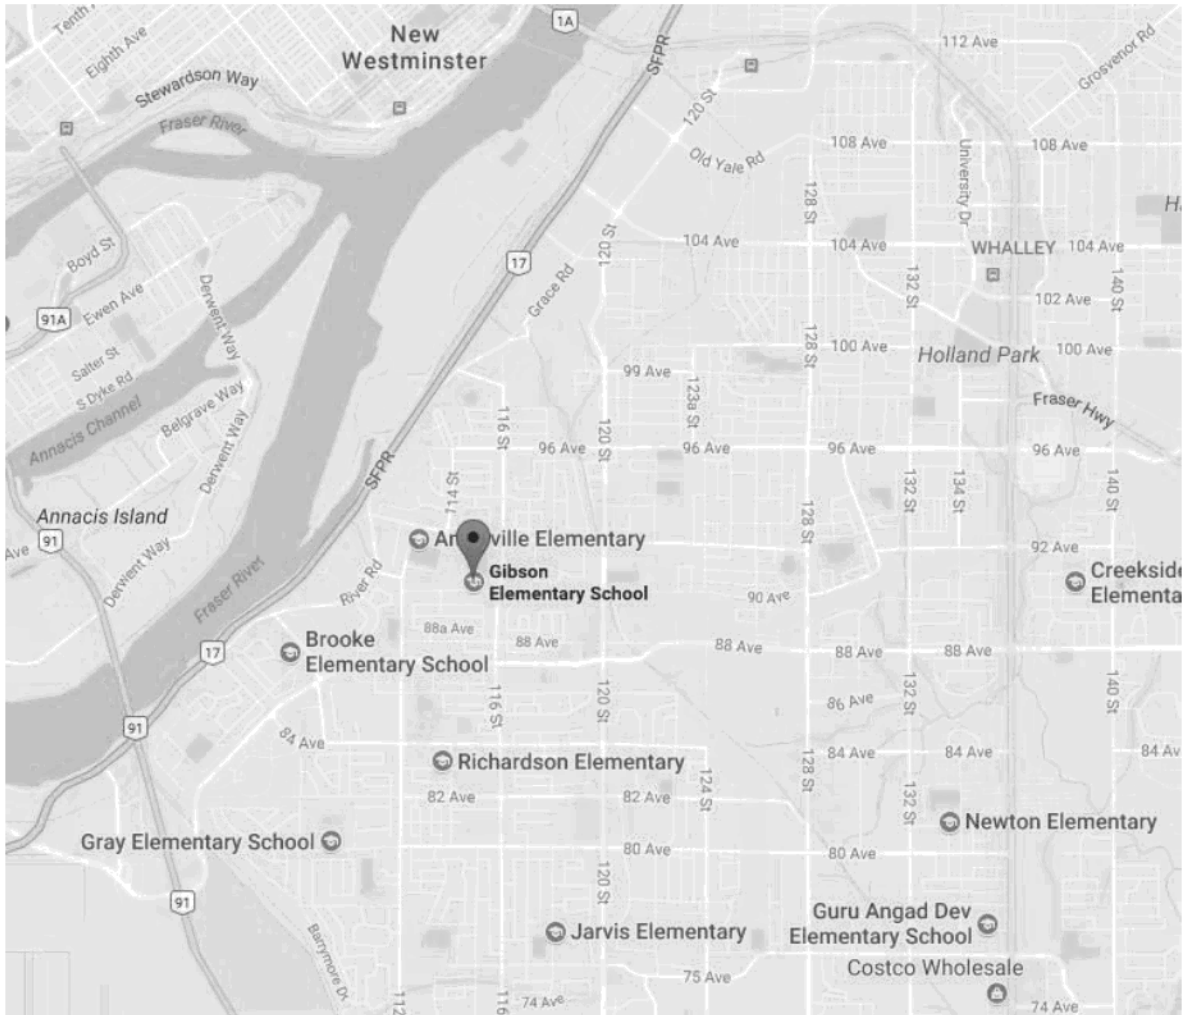 Tenth
Eighth Ave
New
Westminster
1A
SFPR
112 Ave
Grosvenor Rd
Stewardson Way
120 St
Fraser River
Old Yale Rd
108 Ave
108 Ave
University Dr
128 St
Boyd St
120 St
104 Ave
104 Ave
WHALLEY
104 Ave
17
Grace Rd
132 St
140 St
Derwent Way
Ewen Ave
91A
102 Ave
128 St
100 Ave
Holland Park
100 Ave
Salter St
S Dyke Rd
99 Ave
123a St
Belgrave Way
Annacis Channel
Derwent Way
116 St
120 St
Fraser Hwy
96 Ave
96 Ave
96 Ave
96 Ave
SFPR
114 St
132 St
134 St
140 St
Annacis Island
128 St
91
Ave
An
ville Elementary
92 Ave
Derwent Way
Fraser River
River Rd
Gibson
Elementary School
90 Ave
Creekside
Elementa
88a Ave
88 Ave
88 Ave
88 Ave
88 Ave
17
Brooke
Elementary School
116 St
120 St
86 Ave
132 St
140 St
91
84 Ave
84 Ave
84 Ave
84 Av
Richardson Elementary
128 St
124 St
82 Ave
82 Ave
132 St
Newton Elementary
Gray Elementary School
80 Ave
80 Ave
120 St
91
Guru Angad Dev
Elementary School
Jarvis Elementary
Barrymore Dr
Costco Wholesale
75 Ave
112
116
74 Ave
74 Ave